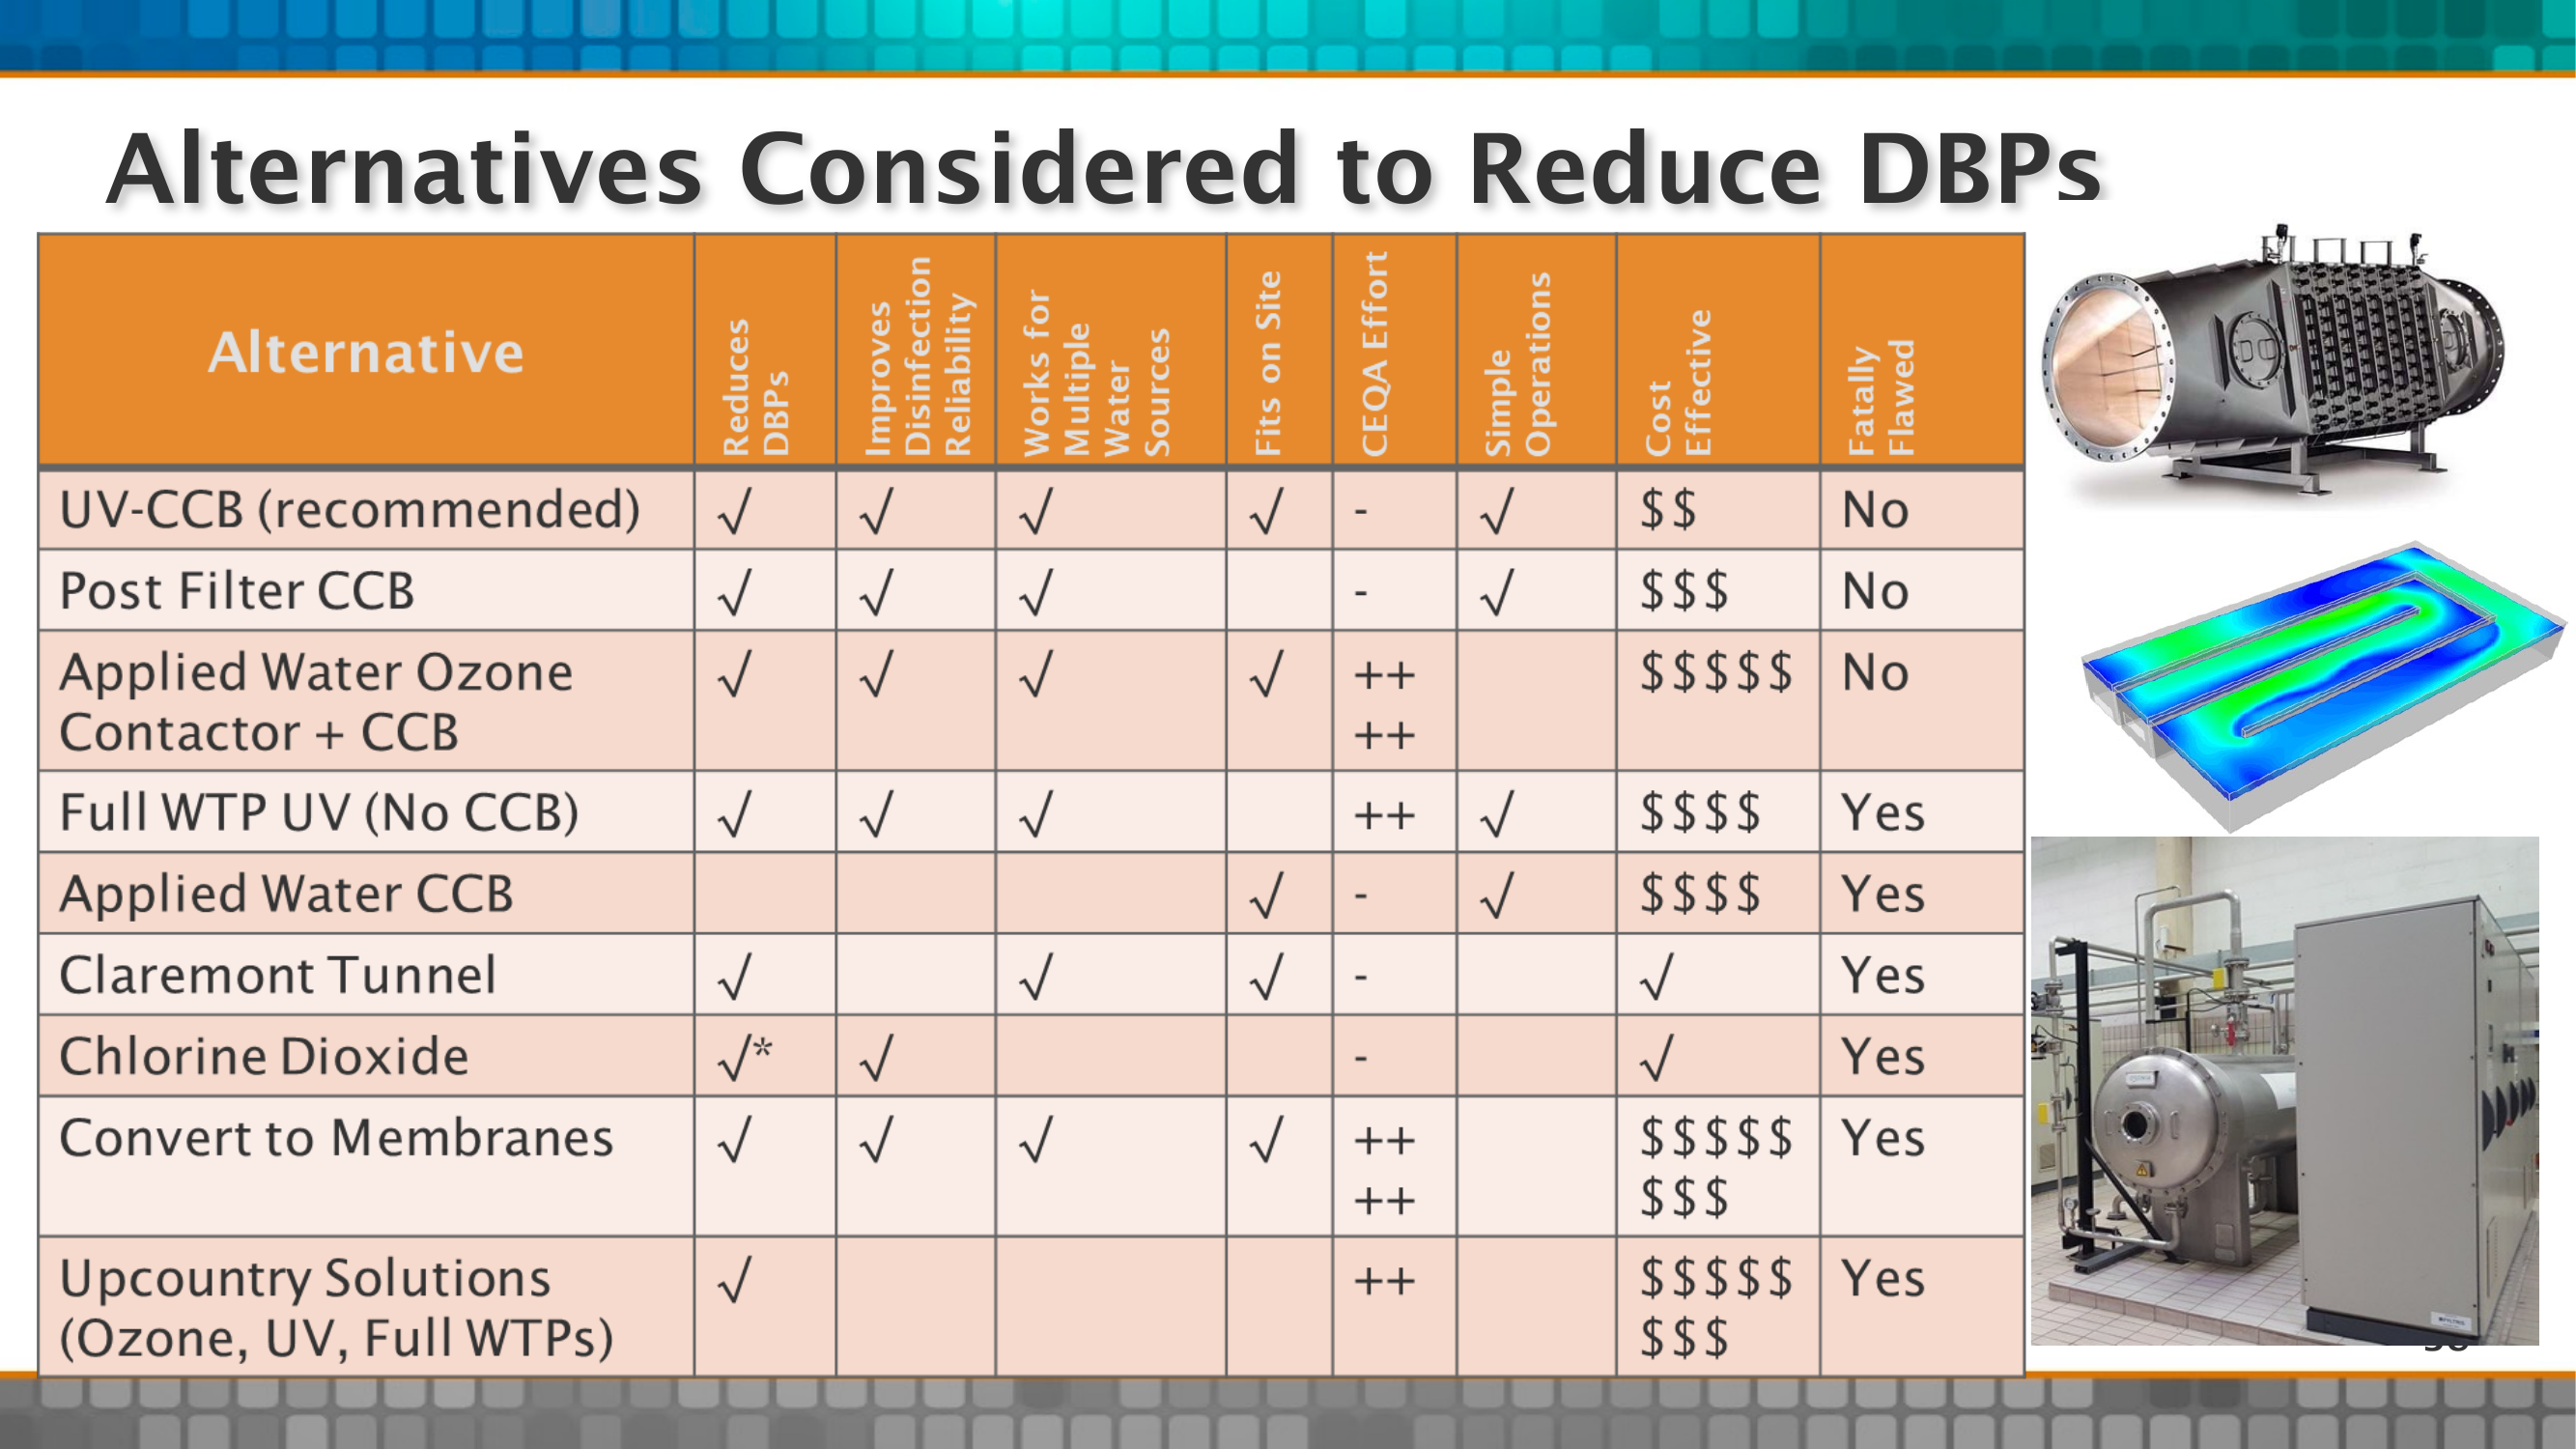 Alternatives Considered to Reduce DBPs
Alternative
Reduces
DBPs
Improves
Disinfection
Reliability
Works for
Multiple
Water
Sources
Fits on Site
CEQA Effort
Simple
Operations
Cost
Effective
Fatally
Flawed
UV-CCB (recommended) √ √ √ √ - √ $$ No
Post Filter CCB √ √ √ - √ $$$ No
Applied Water Ozone √ √ √ √ ++ $$$$$ No
Contactor + CCB ++
Full WTP UV (No CCB) √ √ √ ++ √ $$$$ Yes
Applied Water CCB √ - √ $$$$ Yes
Claremont Tunnel √ √ √ - √ Yes
Chlorine Dioxide √* √ - √ Yes
Convert to Membranes √ √ √ √ ++ $$$$$ Yes
++ $$$
Upcountry Solutions √ ++ $$$$$ Yes
(Ozone, UV, Full WTPs) $$$